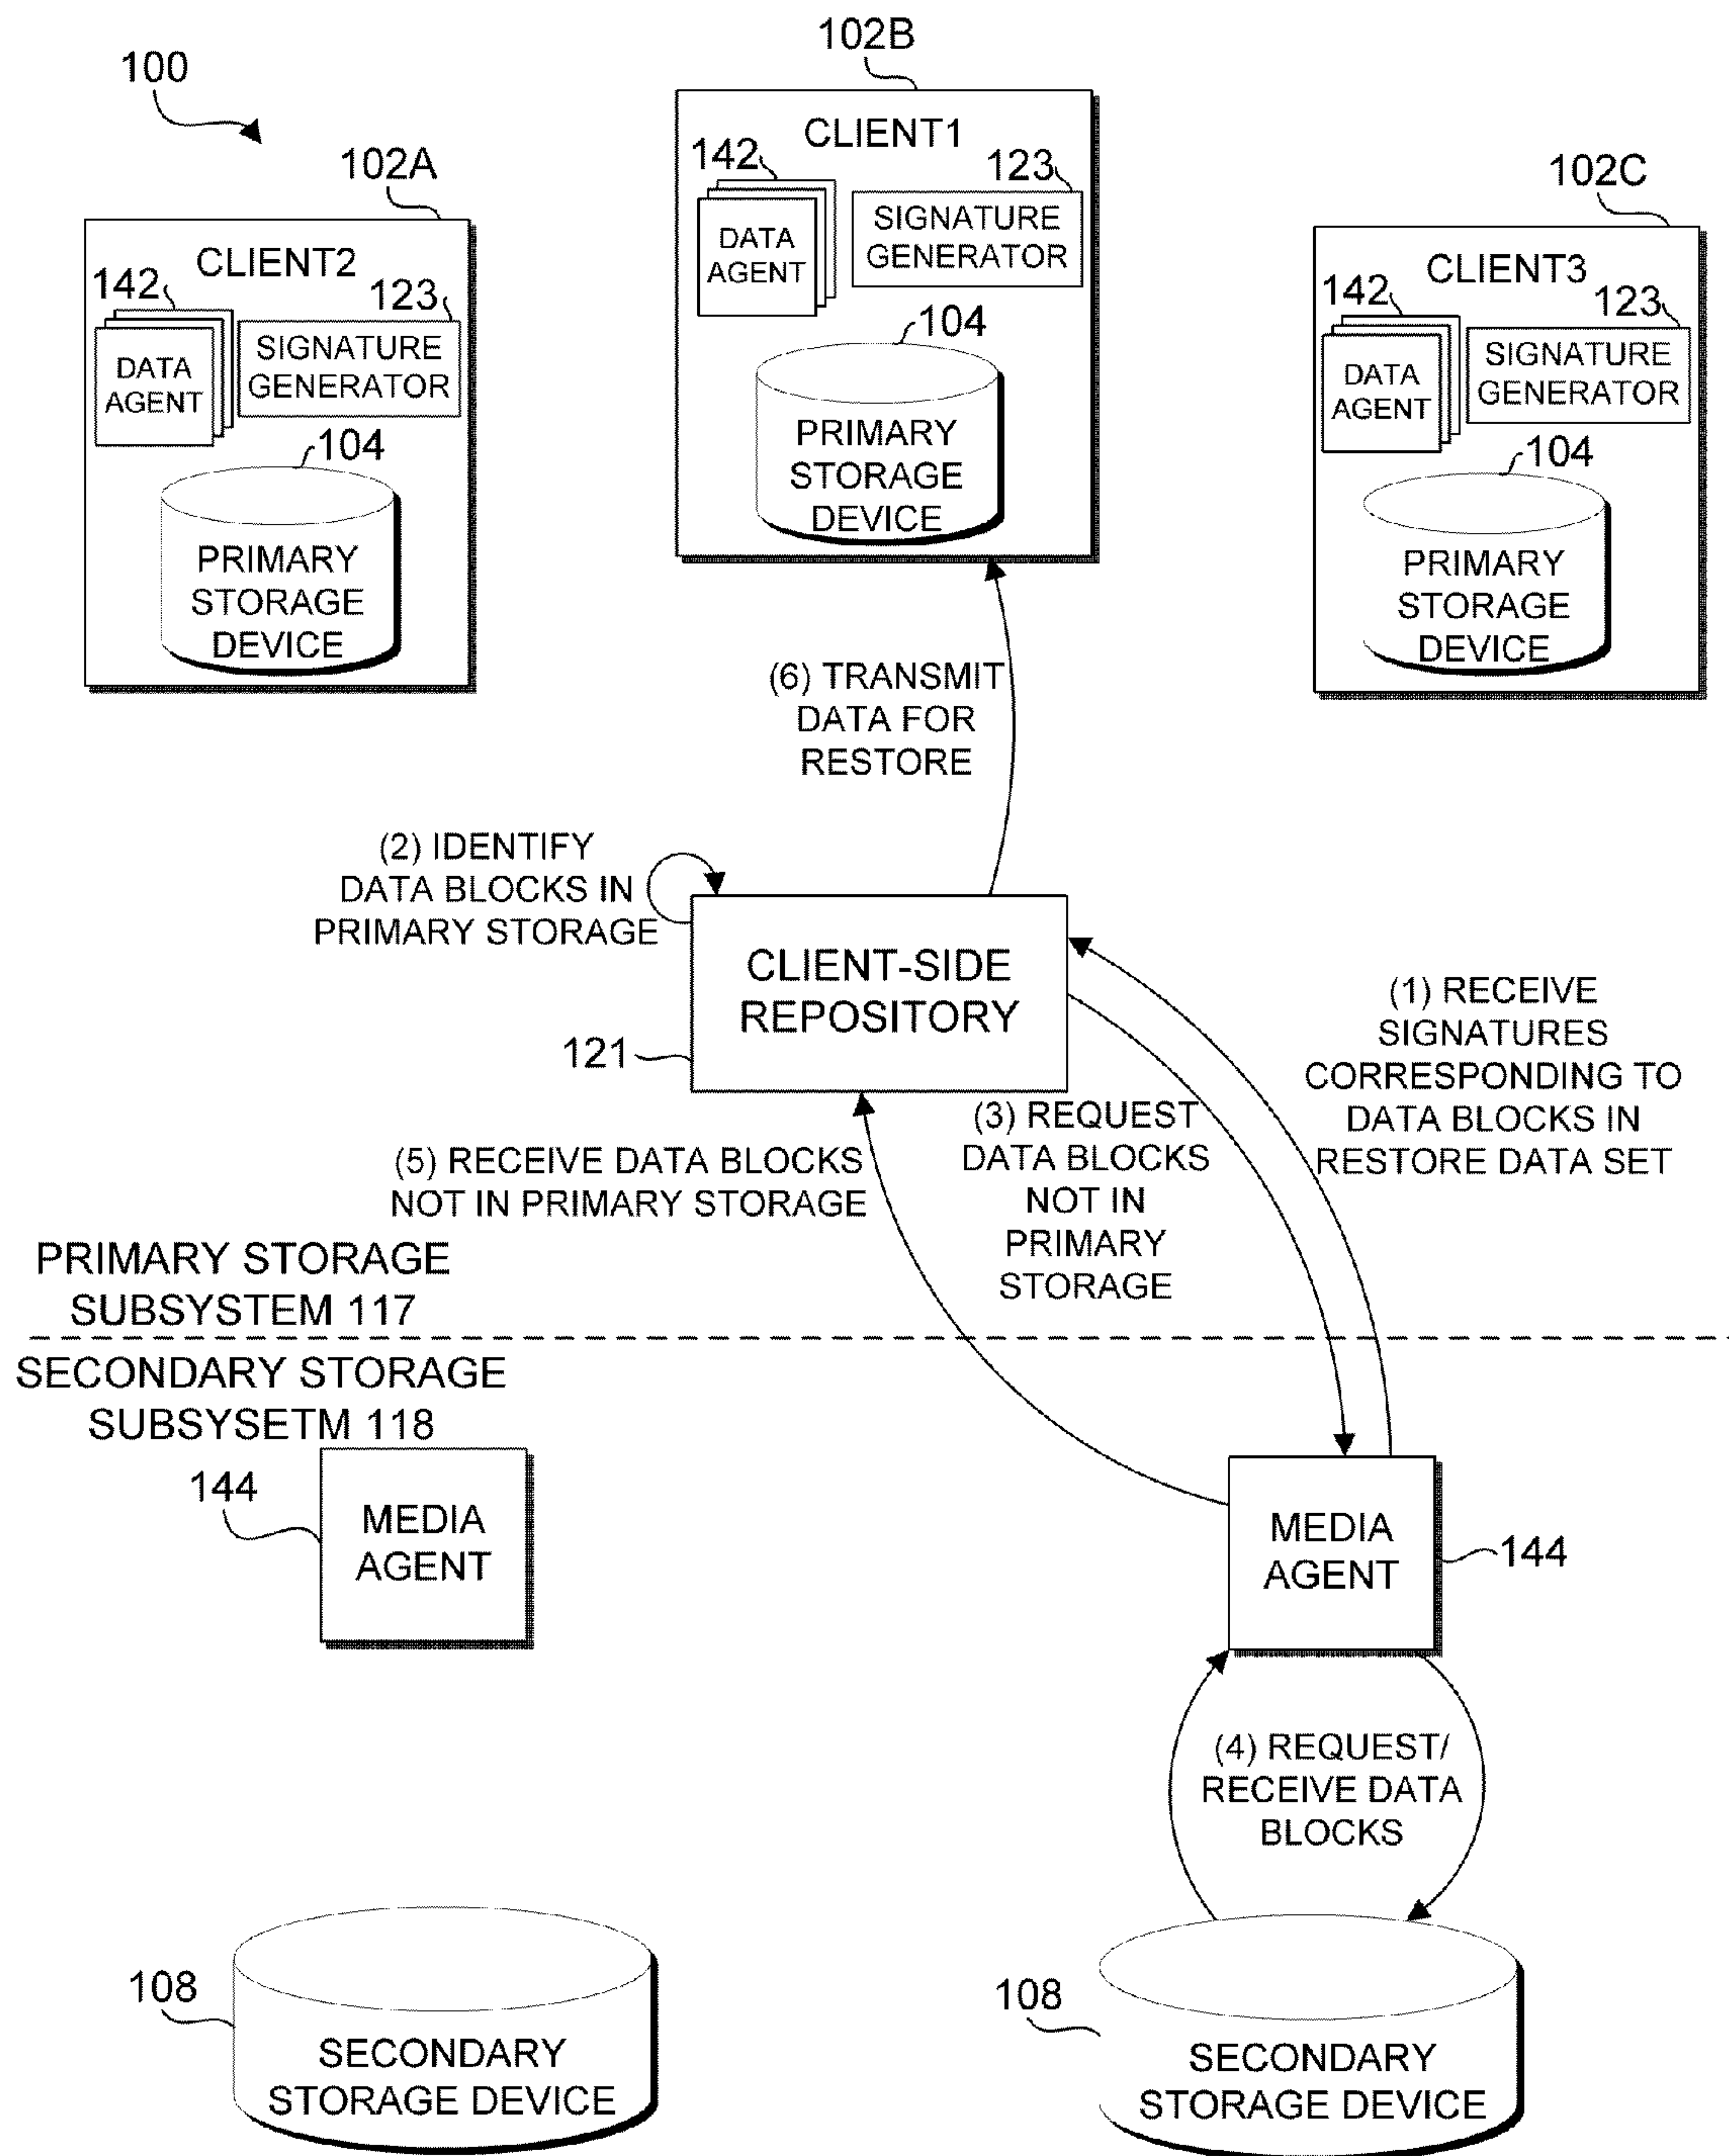 100
102A
CLIENT2
142
123
DATA
AGENT
SIGNATURE
GENERATOR
104
PRIMARY
STORAGE
DEVICE
102B
CLIENT1
142
123
DATA
AGENT
SIGNATURE
GENERATOR
104
PRIMARY
STORAGE
DEVICE
102C
CLIENT3
142
123
DATA
AGENT
SIGNATURE
GENERATOR
104
PRIMARY
STORAGE
DEVICE
(6) TRANSMIT
DATA FOR
RESTORE
(2) IDENTIFY
DATA BLOCKS IN
PRIMARY STORAGE
CLIENT-SIDE
REPOSITORY
121
(1) RECEIVE
SIGNATURES
CORRESPONDING TO
DATA BLOCKS IN
RESTORE DATA SET
(3) REQUEST
DATA BLOCKS
NOT IN
PRIMARY
STORAGE
(5) RECEIVE DATA BLOCKS
NOT IN PRIMARY STORAGE
PRIMARY STORAGE
SUBSYSTEM 117
SECONDARY STORAGE
SUBSYSETM 118
144
MEDIA
AGENT
MEDIA
AGENT
144
(4) REQUEST/
RECEIVE DATA
BLOCKS
108
SECONDARY
STORAGE DEVICE
108
SECONDARY
STORAGE DEVICE